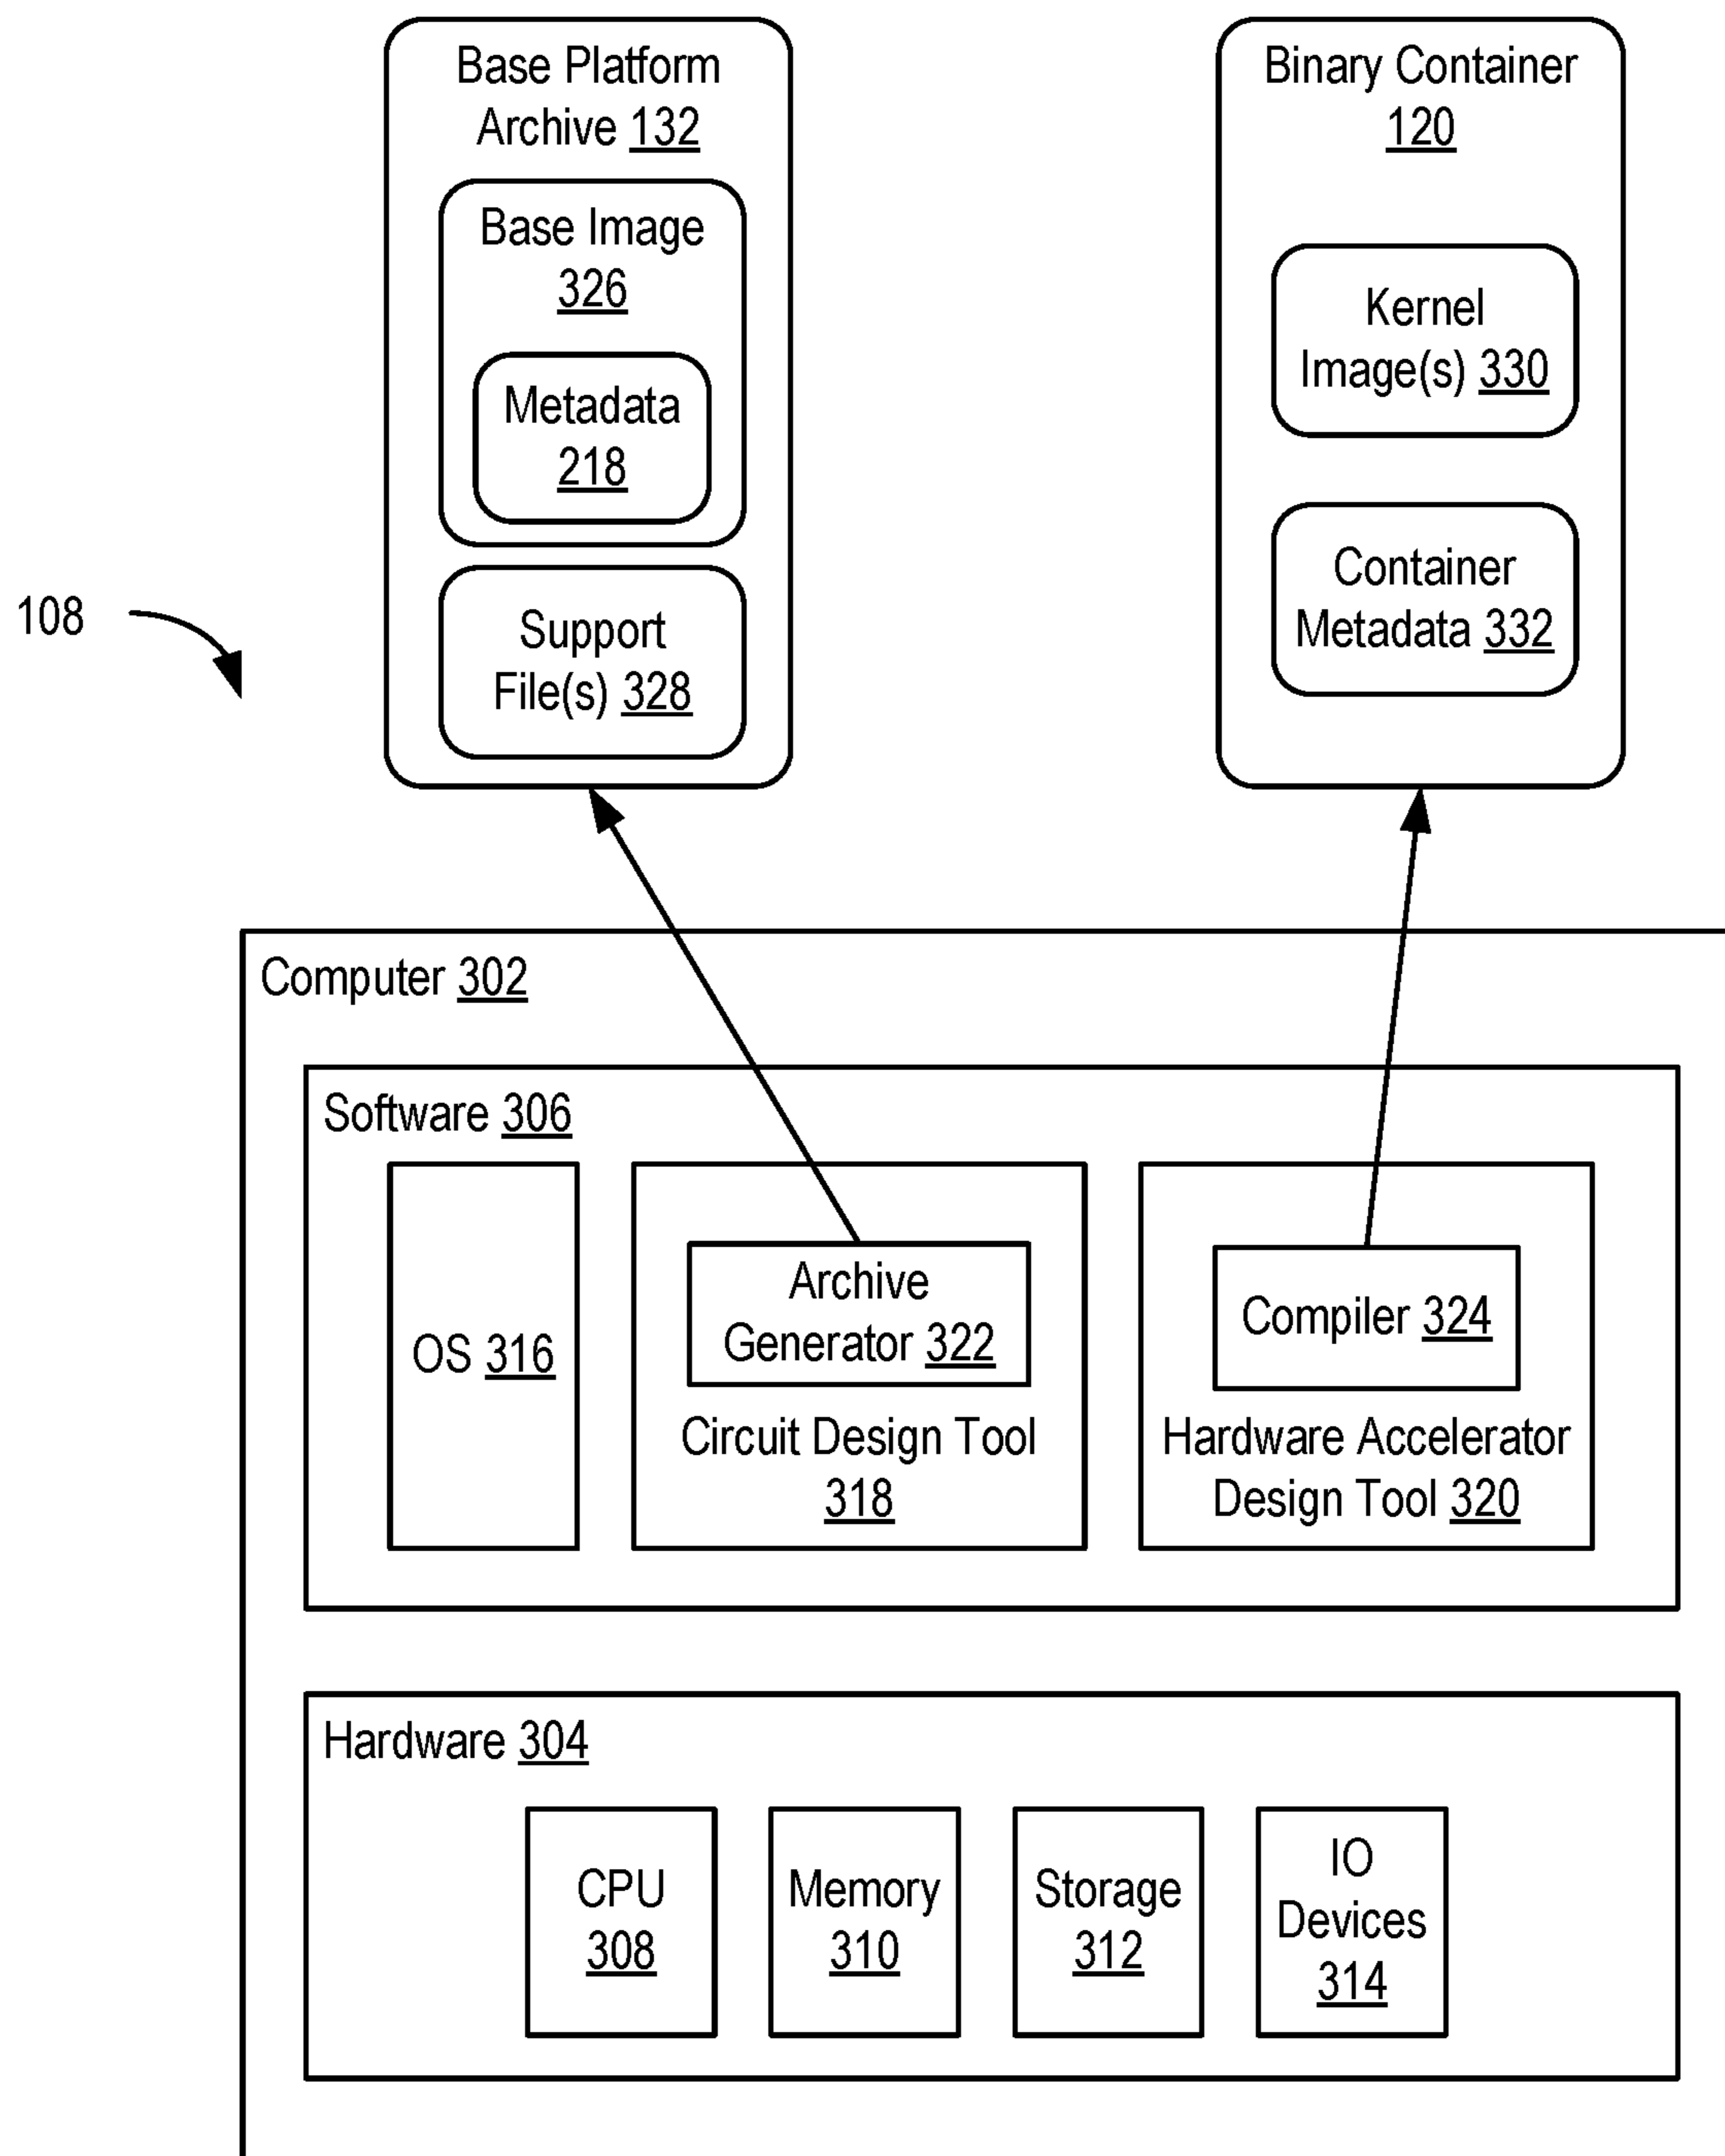 Base Platform
Archive 132
Base Image
326
Metadata
218
Support
File(s) 328
Binary Container
120
Kernel
Image(s) 330
Container
Metadata 332
108
Computer 302
Software 306
OS 316
Archive
Generator 322
Circuit Design Tool
318
Compiler 324
Hardware Accelerator
Design Tool 320
Hardware 304
CPU
308
Memory
310
Storage
312
IO
Devices
314